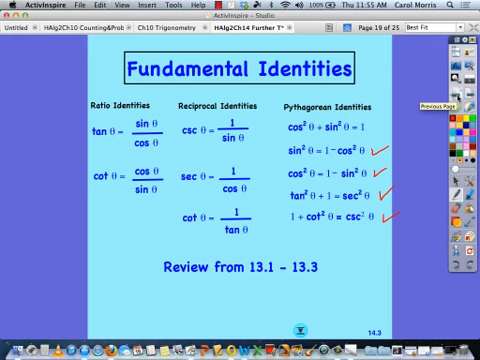 ActivInspire File Edit View Insert Tools Help 100% Thu 11:55 AM Carol Morris
ActivInspire – Studio
Untitled HAlg2Ch10 Counting&Prob Ch10 Trigonometry HAlg2Ch14 Further T* Page 19 of 25 Best Fit
Fundamental Identities
Previous Page
Ratio Identities Reciprocal Identities Pythagorean Identities
tan θ = sin θ / cos θ
csc θ = 1 / sin θ
cos² θ + sin² θ = 1
sin² θ = 1 – cos² θ
cot θ = cos θ / sin θ
sec θ = 1 / cos θ
cos² θ = 1 – sin² θ
tan² θ + 1 = sec² θ
cot θ = 1 / tan θ
1 + cot² θ = csc² θ
Review from 13.1 - 13.3
14.3